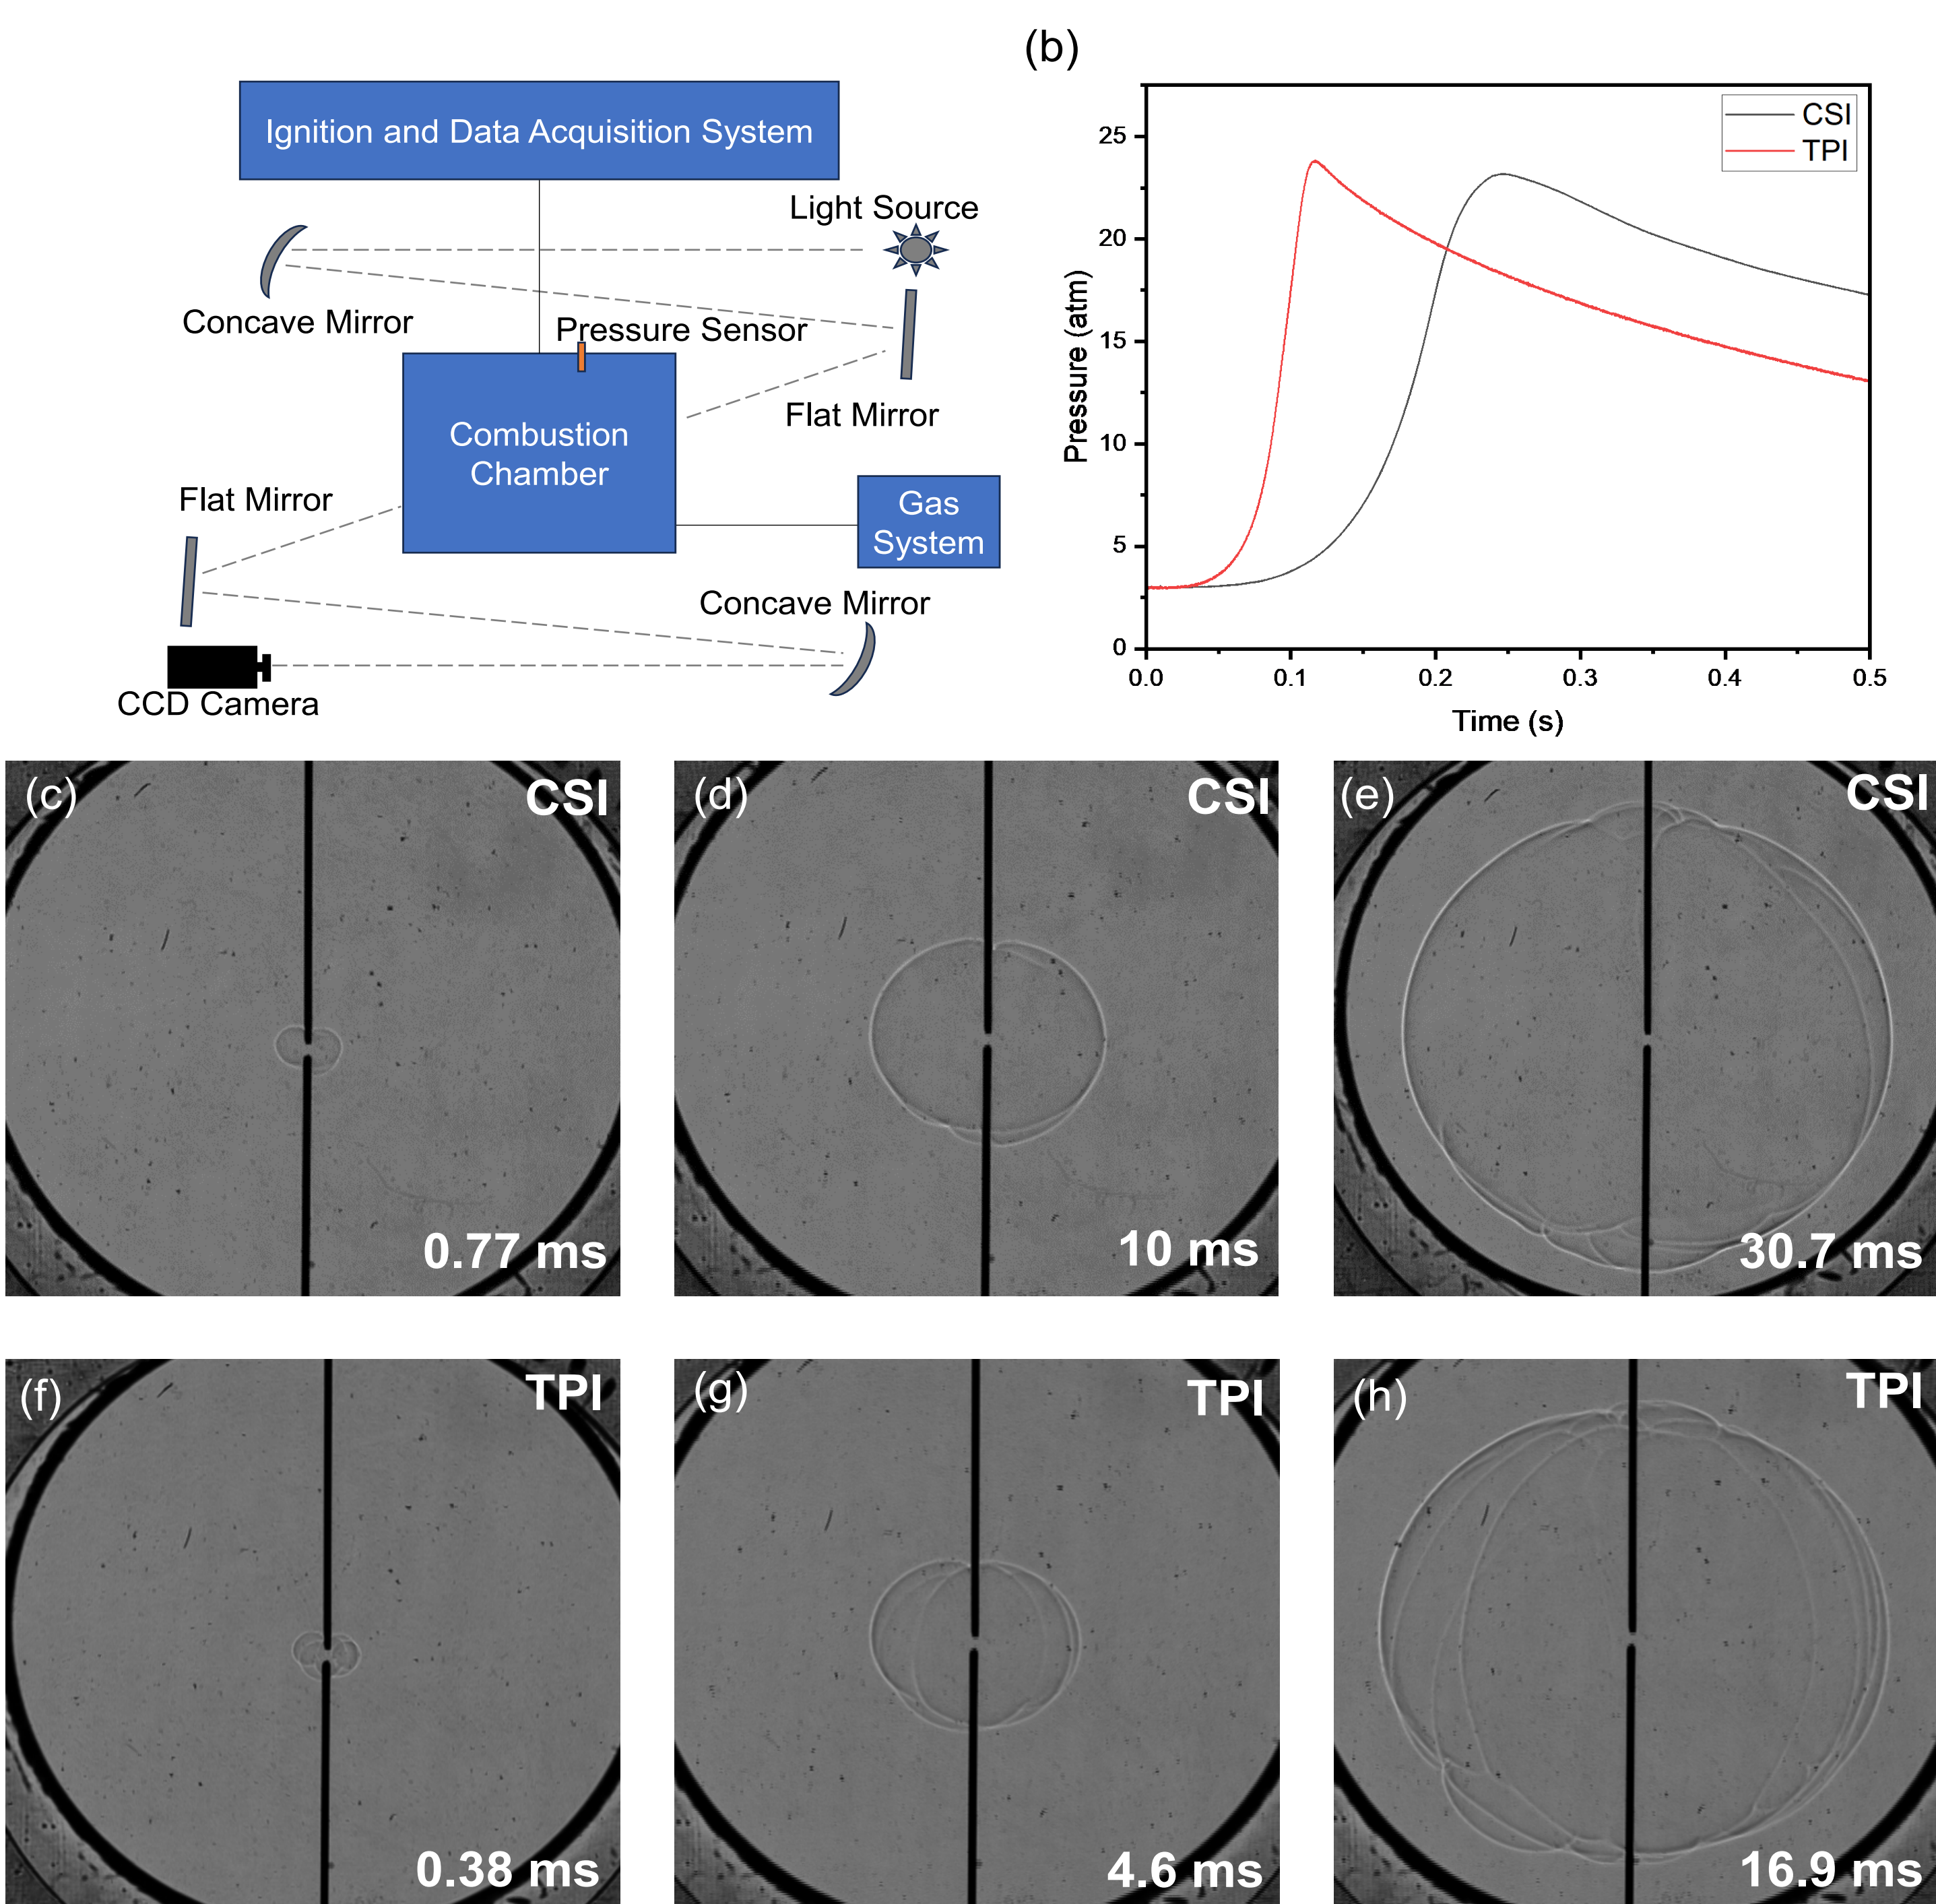 Ignition and Data Acquisition System
Light Source
Concave Mirror
Pressure Sensor
Flat Mirror
Combustion
Chamber
Flat Mirror
Gas
System
Concave Mirror
CCD Camera
(b)
CSI
TPI
25
20
15
10
5
0
Pressure (atm)
0.0 0.1 0.2 0.3 0.4 0.5
Time (s)
(c) CSI
0.77 ms
(d) CSI
10 ms
(e) CSI
30.7 ms
(f) TPI
0.38 ms
(g) TPI
4.6 ms
(h) TPI
16.9 ms